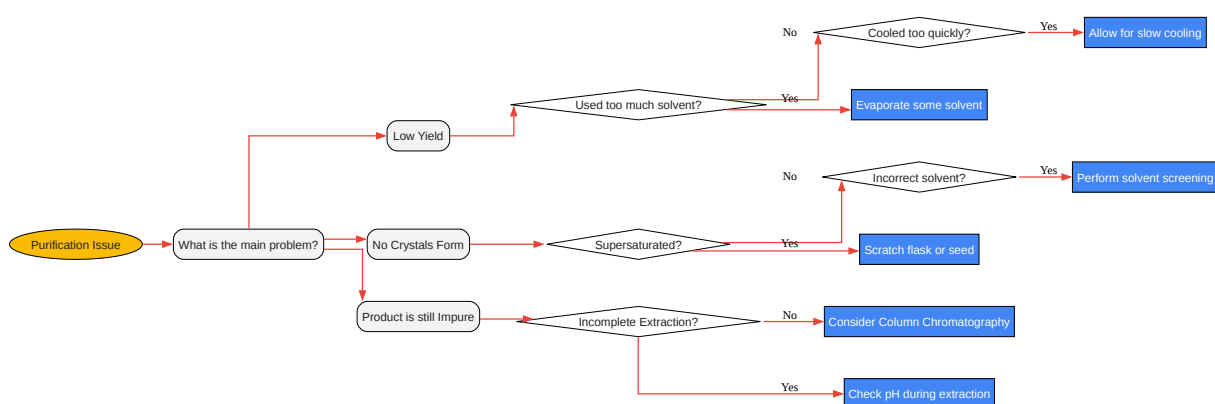 No
Cooled too quickly?
Yes
Allow for slow cooling
Used too much solvent?
Yes
Evaporate some solvent
Low Yield
No
Incorrect solvent?
Yes
Perform solvent screening
Purification Issue
What is the main problem?
No Crystals Form
Supersaturated?
Yes
Scratch flask or seed
Product is still Impure
Incomplete Extraction?
No
Consider Column Chromatography
Yes
Check pH during extraction